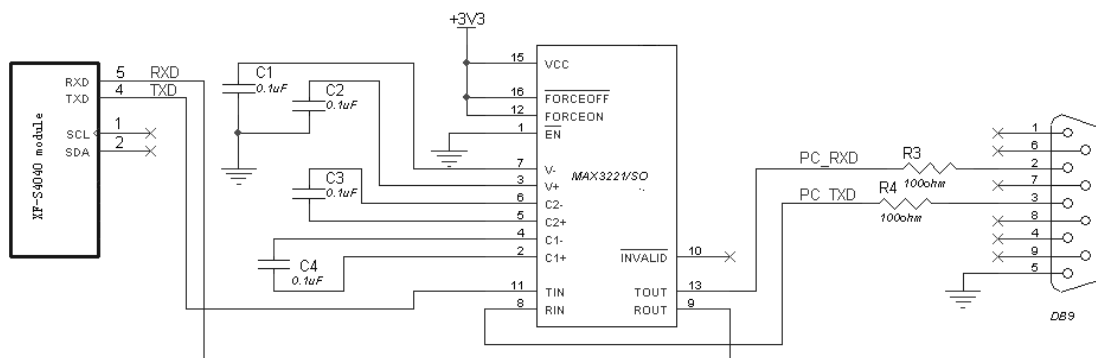 +3V3
XF-S4040 module
RXD 5 RXD
TXD 4 TXD
SCL 1
SDA 2
C1
0.1uF
C2
0.1uF
C3
0.1uF
C4
0.1uF
MAX3221/SO
15 VCC
16 FORCEOFF
12 FORCEON
1 EN
7 V-
3 V+
6 C2-
5 C2+
4 C1-
2 C1+
11 TIN
8 RIN
INVALID 10
TOUT 13
ROUT 9
PC_RXD
R3
100ohm
PC_TXD
R4
100ohm
1
6
2
7
3
8
4
9
5
DB9